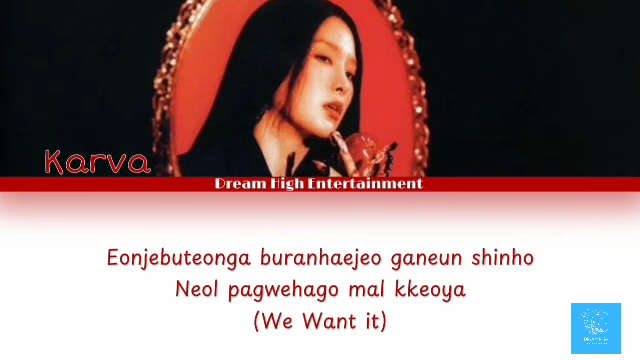 Karva
Dream High Entertainment
Eonjebuteonga buranhaejeo ganeun shinho
Neol pagwehago mal kkeoya
(We Want it)